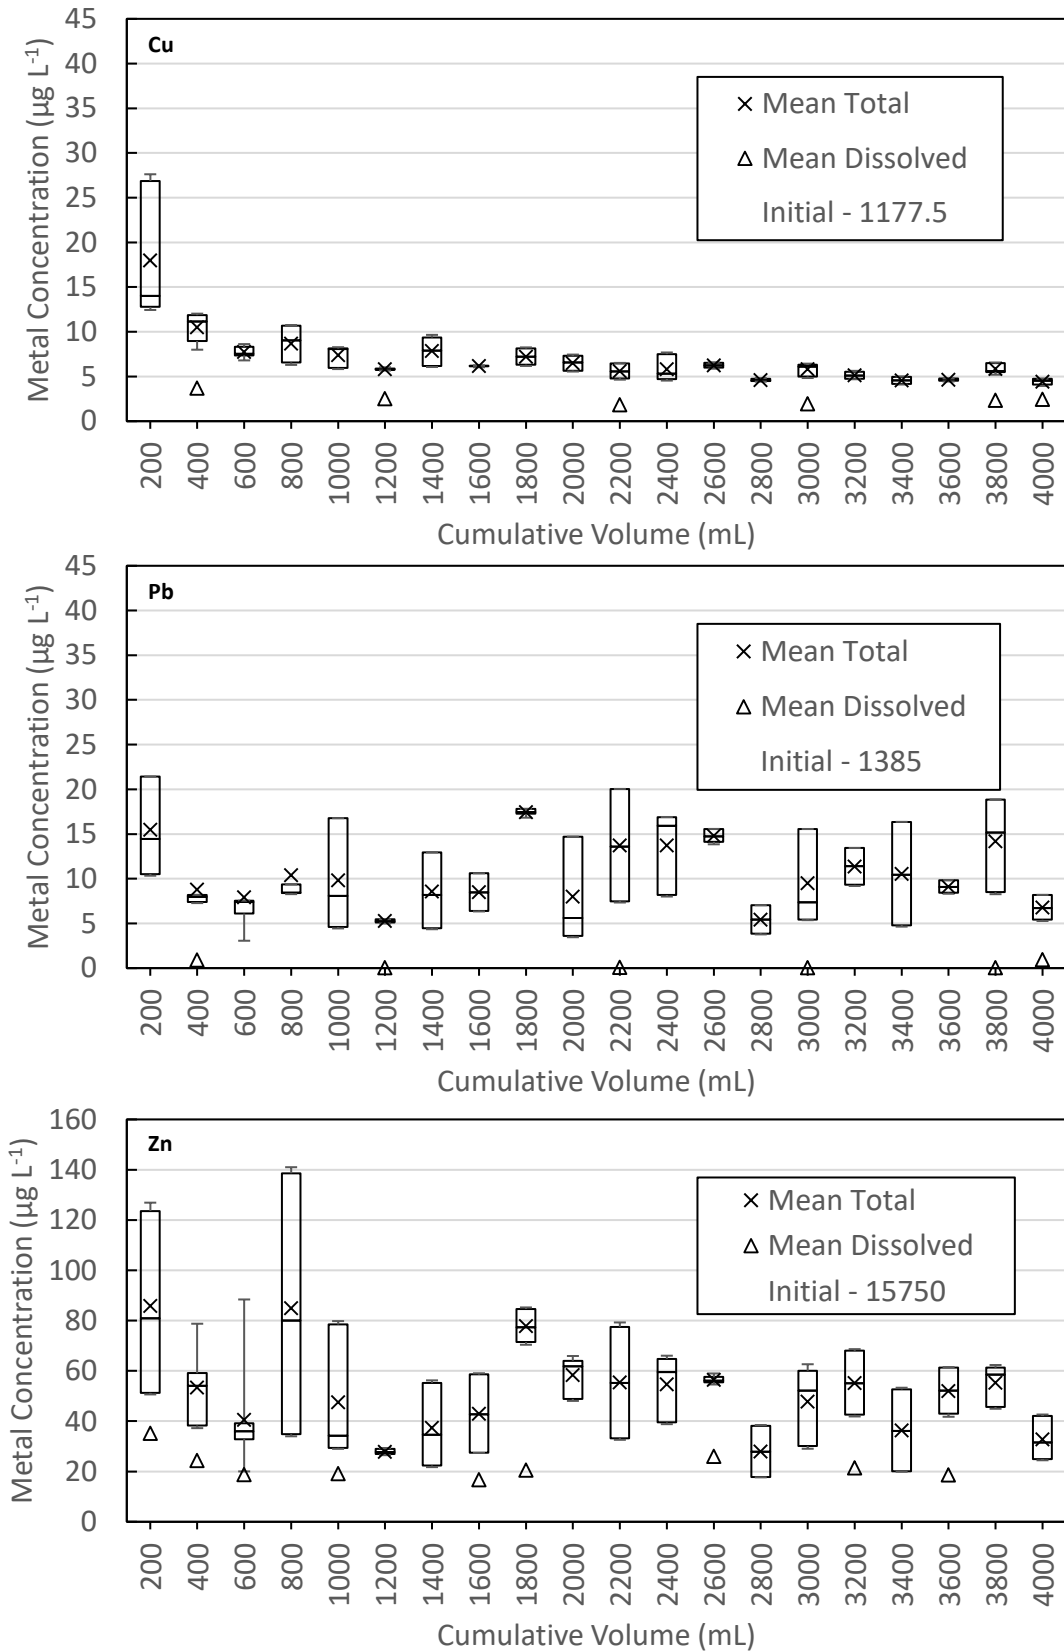 45
40
35
30
25
20
15
10
5
0
Metal Concentration (µg L⁻¹)
Cu
Mean Total
Mean Dissolved
Initial - 1177.5
200 400 600 800 1000 1200 1400 1600 1800 2000 2200 2400 2600 2800 3000 3200 3400 3600 3800 4000
Cumulative Volume (mL)
45
40
35
30
25
20
15
10
5
0
Metal Concentration (µg L⁻¹)
Pb
Mean Total
Mean Dissolved
Initial - 1385
200 400 600 800 1000 1200 1400 1600 1800 2000 2200 2400 2600 2800 3000 3200 3400 3600 3800 4000
Cumulative Volume (mL)
160
140
120
100
80
60
40
20
0
Metal Concentration (µg L⁻¹)
Zn
Mean Total
Mean Dissolved
Initial - 15750
200 400 600 800 1000 1200 1400 1600 1800 2000 2200 2400 2600 2800 3000 3200 3400 3600 3800 4000
Cumulative Volume (mL)